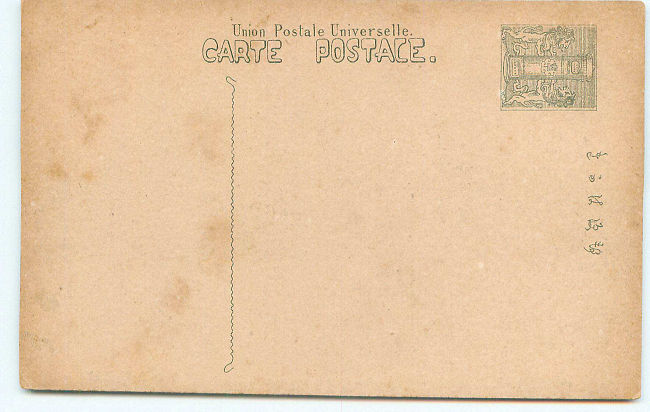 Union Postale Universelle.
CARTE POSTALE.